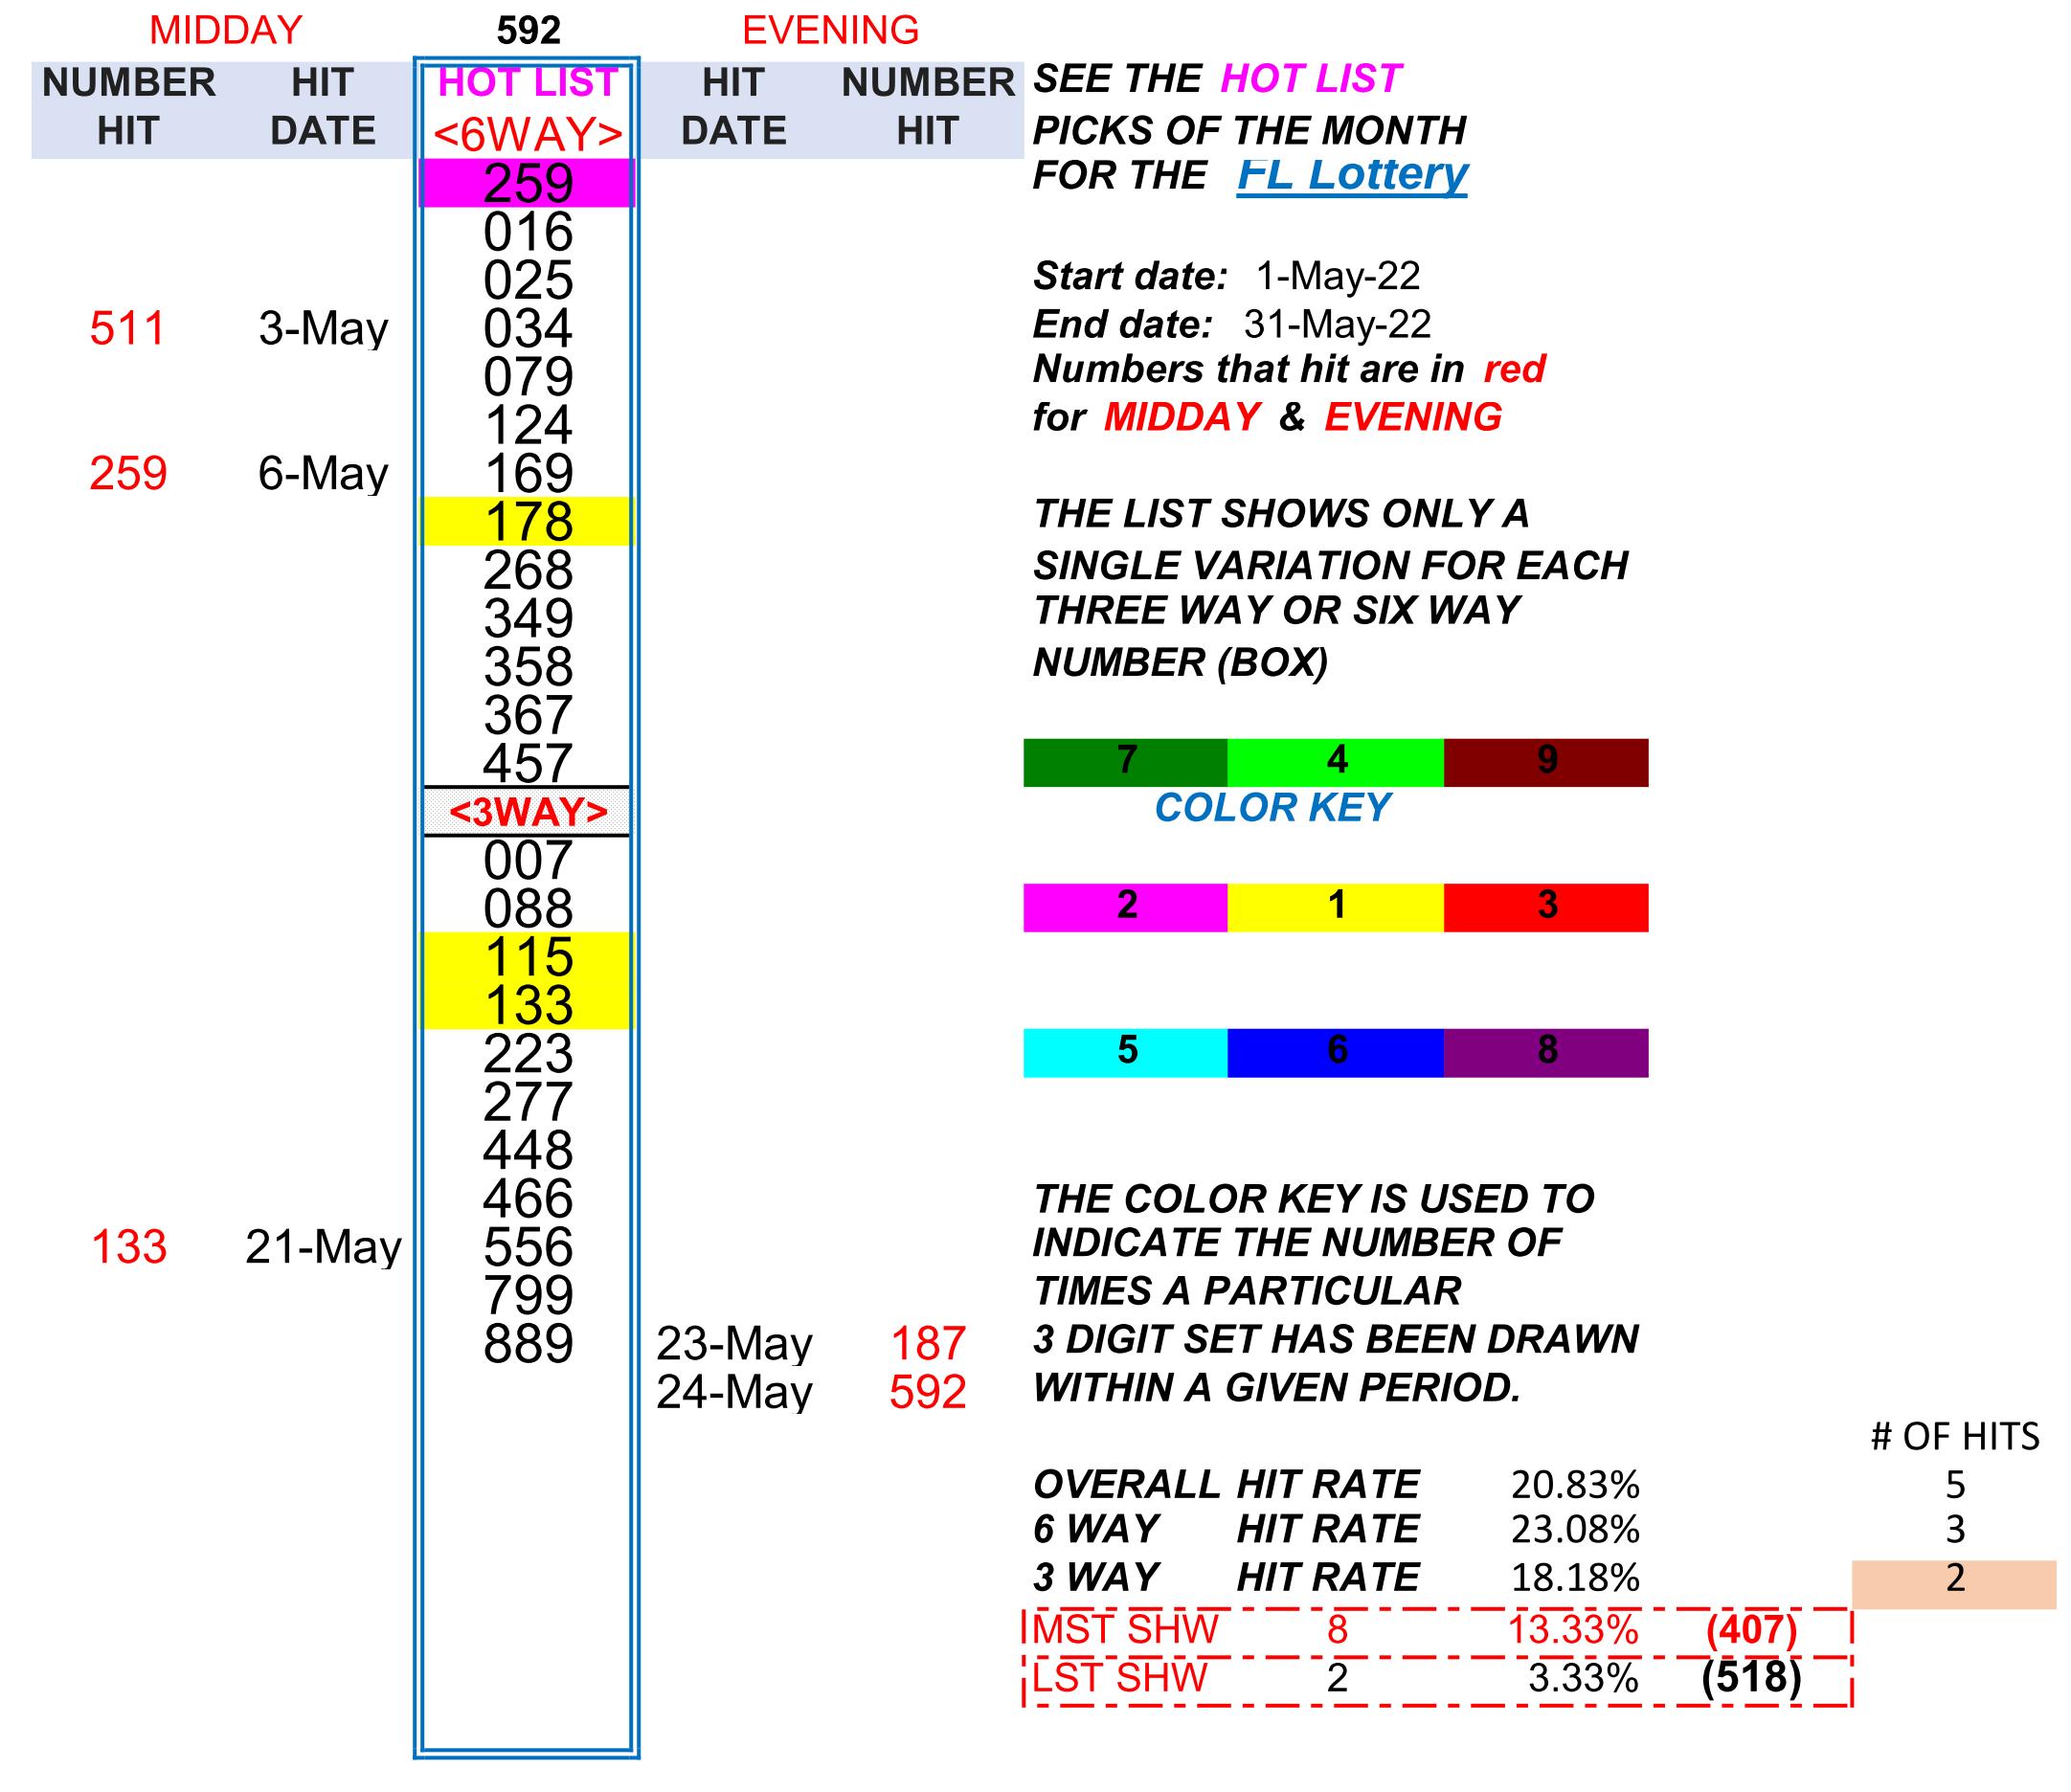 MIDDAY 592 EVENING
NUMBER HIT HOT LIST HIT NUMBER SEE THE HOT LIST
HIT DATE <6WAY> DATE HIT PICKS OF THE MONTH
259 FOR THE FL Lottery
016
025 Start date: 1-May-22
511 3-May 034 End date: 31-May-22
079 Numbers that hit are in red
124 for MIDDAY & EVENING
259 6-May 169
178 THE LIST SHOWS ONLY A
268 SINGLE VARIATION FOR EACH
349 THREE WAY OR SIX WAY
358 NUMBER (BOX)
367
457 7 4 9
<3WAY> COLOR KEY
007
088 2 1 3
115
133
223 5 6 8
277
448
466 THE COLOR KEY IS USED TO
133 21-May 556 INDICATE THE NUMBER OF
799 TIMES A PARTICULAR
889 23-May 187 3 DIGIT SET HAS BEEN DRAWN
24-May 592 WITHIN A GIVEN PERIOD.
# OF HITS
OVERALL HIT RATE 20.83% 5
6 WAY HIT RATE 23.08% 3
3 WAY HIT RATE 18.18% 2
MST SHW 8 13.33% (407)
LST SHW 2 3.33% (518)